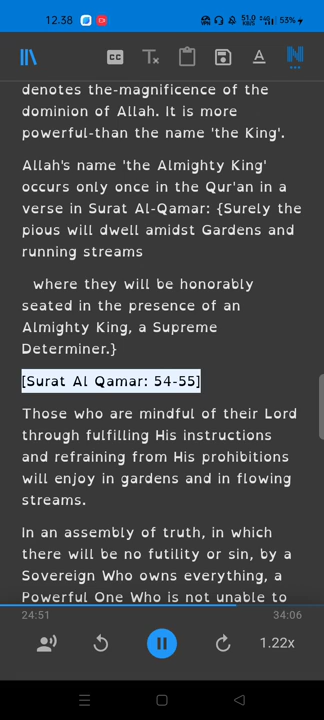 12.38
51.0 KB/S
53%
CC
denotes the-magnificence of the
dominion of Allah. It is more
powerful-than the name 'the King'.
Allah's name 'the Almighty King'
occurs only once in the Qur'an in a
verse in Surat Al-Qamar: {Surely the
pious will dwell amidst Gardens and
running streams
where they will be honorably
seated in the presence of an
Almighty King, a Supreme
Determiner.}
[Surat Al Qamar: 54-55]
Those who are mindful of their Lord
through fulfilling His instructions
and refraining from His prohibitions
will enjoy in gardens and in flowing
streams.
In an assembly of truth, in which
there will be no futility or sin, by a
Sovereign Who owns everything, a
Powerful One Who is not unable to
24:51
34:06
1.22x